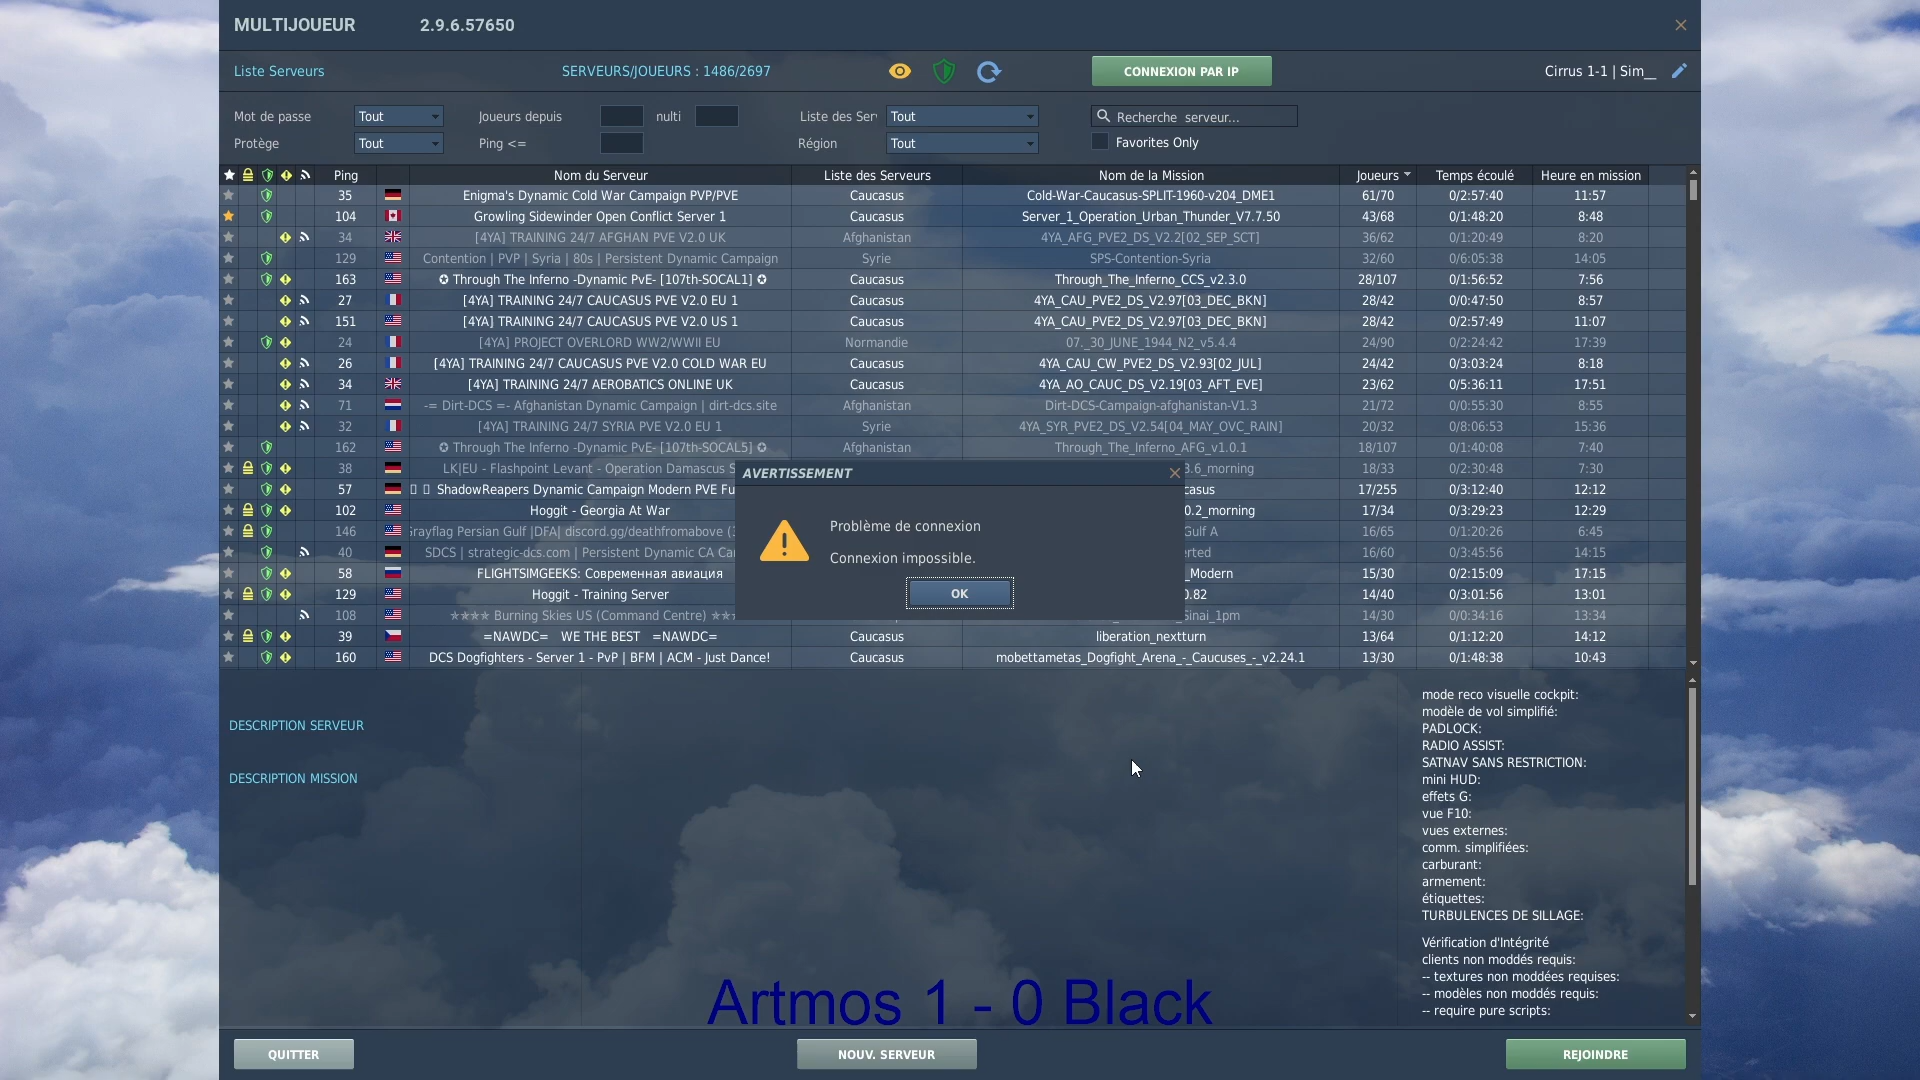 MULTIJOUEUR 2.9.6.57650
Liste Serveurs SERVEURS/JOUEURS : 1486/2697 CONNEXION PAR IP Cirrus 1-1 | Sim__
Mot de passe Tout Joueurs depuis nulti Liste des Ser Tout Recherche serveur...
Protège Tout Ping <= Région Tout Favorites Only
Ping Nom du Serveur Liste des Serveurs Nom de la Mission Joueurs Temps écoulé Heure en mission
35 Enigma's Dynamic Cold War Campaign PVP/PVE Caucasus Cold-War-Caucasus-SPLIT-1960-v204_DME1 61/70 0/2:57:40 11:57
104 Growling Sidewinder Open Conflict Server 1 Caucasus Server_1_Operation_Urban_Thunder_V7.7.50 43/68 0/1:48:20 8:48
34 [4YA] TRAINING 24/7 AFGHAN PVE V2.0 UK Afghanistan 4YA_AFG_PVE2_DS_V2.2[02_SEP_SCT] 36/62 0/1:20:49 8:20
129 Contention | PVP | Syria | 80s | Persistent Dynamic Campaign Syrie SPS-Contention-Syria 32/60 0/6:05:38 14:05
163 ✪ Through The Inferno -Dynamic PvE- [107th-SOCAL1] ✪ Caucasus Through_The_Inferno_CCS_v2.3.0 28/107 0/1:56:52 7:56
27 [4YA] TRAINING 24/7 CAUCASUS PVE V2.0 EU 1 Caucasus 4YA_CAU_PVE2_DS_V2.97[03_DEC_BKN] 28/42 0/0:47:50 8:57
151 [4YA] TRAINING 24/7 CAUCASUS PVE V2.0 US 1 Caucasus 4YA_CAU_PVE2_DS_V2.97[03_DEC_BKN] 28/42 0/2:57:49 11:07
24 [4YA] PROJECT OVERLORD WW2/WWII EU Normandie 07._30_JUNE_1944_N2_v5.4.4 24/90 0/2:24:42 17:39
26 [4YA] TRAINING 24/7 CAUCASUS PVE V2.0 COLD WAR EU Caucasus 4YA_CAU_CW_PVE2_DS_V2.93[02_JUL] 24/42 0/3:03:24 8:18
34 [4YA] TRAINING 24/7 AEROBATICS ONLINE UK Caucasus 4YA_AO_CAUC_DS_V2.19[03_AFT_EVE] 23/62 0/5:36:11 17:51
71 -= Dirt-DCS =- Afghanistan Dynamic Campaign | dirt-dcs.site Afghanistan Dirt-DCS-Campaign-afghanistan-V1.3 21/72 0/0:55:30 8:55
32 [4YA] TRAINING 24/7 SYRIA PVE V2.0 EU 1 Syrie 4YA_SYR_PVE2_DS_V2.54[04_MAY_OVC_RAIN] 20/32 0/8:06:53 15:36
162 ✪ Through The Inferno -Dynamic PvE- [107th-SOCAL5] ✪ Afghanistan Through_The_Inferno_AFG_v1.0.1 18/107 0/1:40:08 7:40
38 LK|EU - Flashpoint Levant - Operation Damascus S 3.6_morning 18/33 0/2:30:48 7:30
57 ShadowReapers Dynamic Campaign Modern PVE Fu casus 17/255 0/3:12:40 12:12
102 Hoggit - Georgia At War 0.2_morning 17/34 0/3:29:23 12:29
146 Grayflag Persian Gulf |DFA| discord.gg/deathfromabove ( Gulf A 16/65 0/1:20:26 6:45
40 SDCS | strategic-dcs.com | Persistent Dynamic CA Ca erted 16/60 0/3:45:56 14:15
58 FLIGHTSIMGEEKS: Современная авиация _Modern 15/30 0/2:15:09 17:15
129 Hoggit - Training Server 0.82 14/40 0/3:01:56 13:01
108 ✭✭✭✭ Burning Skies US (Command Centre) ✭✭✭ Sinai_1pm 14/30 0/0:34:16 13:34
39 =NAWDC= WE THE BEST =NAWDC= Caucasus liberation_nextturn 13/64 0/1:12:20 14:12
160 DCS Dogfighters - Server 1 - PvP | BFM | ACM - Just Dance! Caucasus mobettametas_Dogfight_Arena_-_Caucuses_-_v2.24.1 13/30 0/1:48:38 10:43
AVERTISSEMENT
Problème de connexion
Connexion impossible.
OK
DESCRIPTION SERVEUR
DESCRIPTION MISSION
mode reco visuelle cockpit:
modèle de vol simplifié:
PADLOCK:
RADIO ASSIST:
SATNAV SANS RESTRICTION:
mini HUD:
effets G:
vue F10:
vues externes:
comm. simplifiées:
carburant:
armement:
étiquettes:
TURBULENCES DE SILLAGE:
Vérification d'Intégrité
clients non moddés requis:
-- textures non moddées requises:
-- modèles non moddés requis:
-- require pure scripts:
Artmos 1 - 0 Black
QUITTER NOUV. SERVEUR REJOINDRE